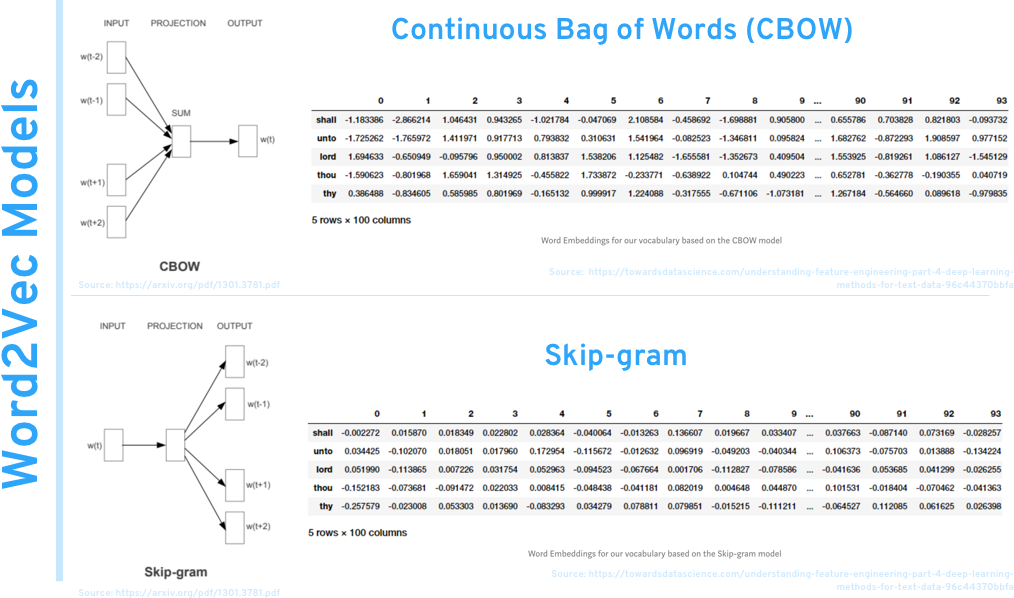 Word2Vec Models
INPUT PROJECTION OUTPUT
w(t-2)
w(t-1)
SUM
w(t)
w(t+1)
w(t+2)
CBOW
Source: https://arxiv.org/pdf/1301.3781.pdf
Continuous Bag of Words (CBOW)
0 1 2 3 4 5 6 7 8 9 ... 90 91 92 93
shall -1.183386 -2.866214 1.046431 0.943265 -1.021784 -0.047069 2.108584 -0.458692 -1.698881 0.905800 ... 0.655786 0.703828 0.821803 -0.093732
unto -1.725262 -1.765972 1.411971 0.917713 0.793832 0.310631 1.541964 -0.082523 -1.346811 0.095824 ... 1.682762 -0.872293 1.908597 0.977152
lord 1.694633 -0.650949 -0.095796 0.950002 0.813837 1.538206 1.125482 -1.655581 -1.352673 0.409504 ... 1.553925 -0.819261 1.086127 -1.545129
thou -1.590623 -0.801968 1.659041 1.314925 -0.455822 1.733872 -0.233771 -0.638922 0.104744 0.490223 ... 0.652781 -0.362778 -0.190355 0.040719
thy 0.386488 -0.834605 0.585985 0.801969 -0.165132 0.999917 1.224088 -0.317555 -0.671106 -1.073181 ... 1.267184 -0.564660 0.089618 -0.979835
5 rows × 100 columns
Word Embeddings for our vocabulary based on the CBOW model
Source: https://towardsdatascience.com/understanding-feature-engineering-part-4-deep-learning-
methods-for-text-data-96c44370bbfa
INPUT PROJECTION OUTPUT
w(t-2)
w(t-1)
w(t)
w(t+1)
w(t+2)
Skip-gram
Source: https://arxiv.org/pdf/1301.3781.pdf
Skip-gram
0 1 2 3 4 5 6 7 8 9 ... 90 91 92 93
shall -0.002272 0.015870 0.018349 0.022802 0.028364 -0.040064 -0.013263 0.136607 0.019667 0.033407 ... 0.037663 -0.087140 0.073169 -0.028257
unto 0.034425 -0.102070 0.018051 0.017960 0.172954 -0.115672 -0.012632 0.096919 -0.049203 -0.040344 ... 0.106373 -0.075703 0.013888 -0.134224
lord 0.051990 -0.113865 0.007226 0.031754 0.052963 -0.094523 -0.067664 0.001706 -0.112827 -0.078586 ... -0.041636 0.053685 0.041299 -0.026255
thou -0.152183 -0.073681 -0.091472 0.022033 0.008415 -0.048438 -0.041181 0.082019 0.004648 0.044870 ... 0.101531 -0.018404 -0.070462 -0.041363
thy -0.257579 -0.023008 0.053303 0.013690 -0.083293 0.034279 0.078811 0.079851 -0.015215 -0.111211 ... -0.064527 0.112085 0.061625 0.026398
5 rows × 100 columns
Word Embeddings for our vocabulary based on the Skip-gram model
Source: https://towardsdatascience.com/understanding-feature-engineering-part-4-deep-learning-
methods-for-text-data-96c44370bbfa